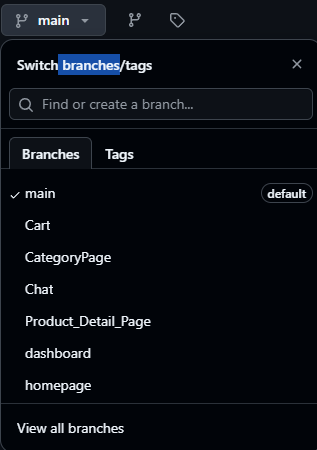 main
Switch branches/tags
Find or create a branch...
Branches Tags
main default
Cart
CategoryPage
Chat
Product_Detail_Page
dashboard
homepage
View all branches